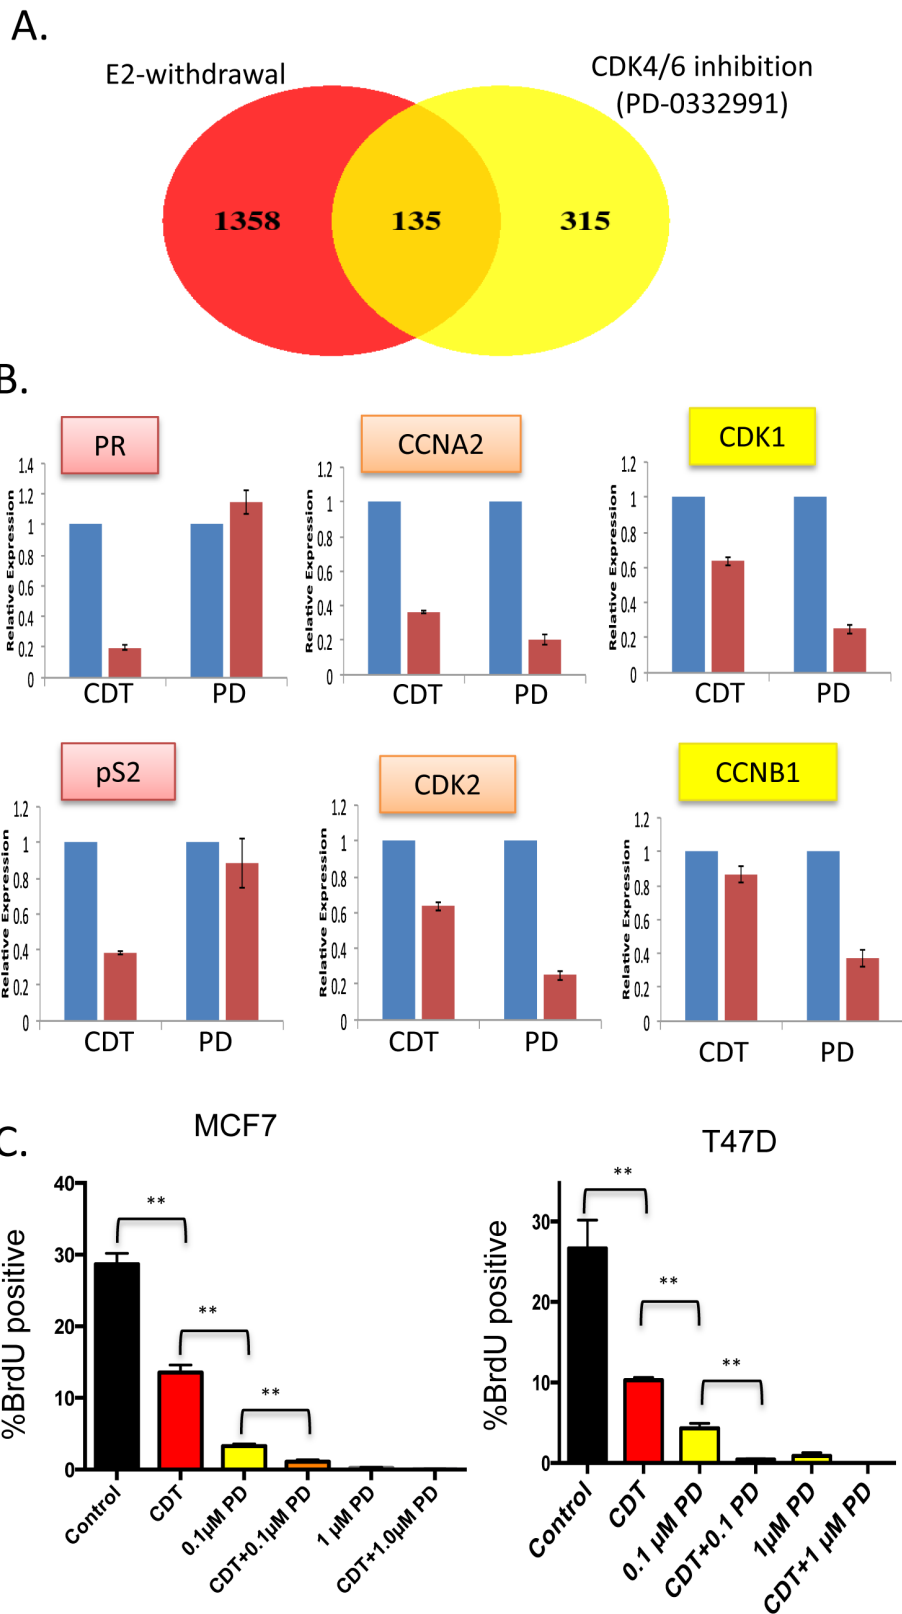 A.
E2-withdrawal
CDK4/6 inhibition
(PD-0332991)
1358
135
315
B.
PR
1.4
1.2
1
0.8
0.6
0.4
0.2
0
Relative Expression
CDT
PD
CCNA2
1.2
1
0.8
0.6
0.4
0.2
0
Relative Expression
CDT
PD
CDK1
1.2
1
0.8
0.6
0.4
0.2
0
Relative Expression
CDT
PD
pS2
1.2
1
0.8
0.6
0.4
0.2
0
Relative Expression
CDT
PD
CDK2
1.2
1
0.8
0.6
0.4
0.2
0
Relative Expression
CDT
PD
CCNB1
1.2
1
0.8
0.6
0.4
0.2
0
Relative Expression
CDT
PD
C.
MCF7
%BrdU positive
40
30
20
10
0
**
**
**
Control
CDT
0.1µM PD
CDT+0.1µM PD
1 µM PD
CDT+1.0µM PD
T47D
%BrdU positive
30
20
10
0
**
**
**
Control
CDT
0.1 µM PD
CDT+0.1 PD
1µM PD
CDT+1 µM PD